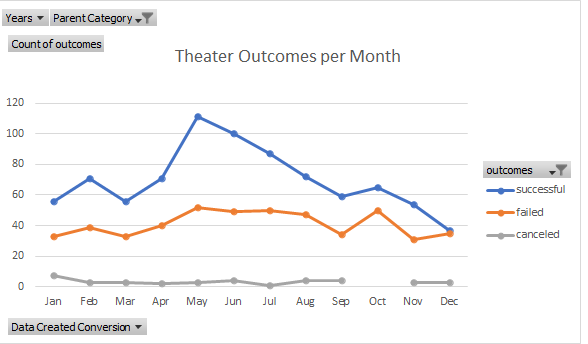 Years Parent Category
Count of outcomes
Theater Outcomes per Month
120
100
80
60
40
20
0
Jan Feb Mar Apr May Jun Jul Aug Sep Oct Nov Dec
outcomes
successful
failed
canceled
Data Created Conversion